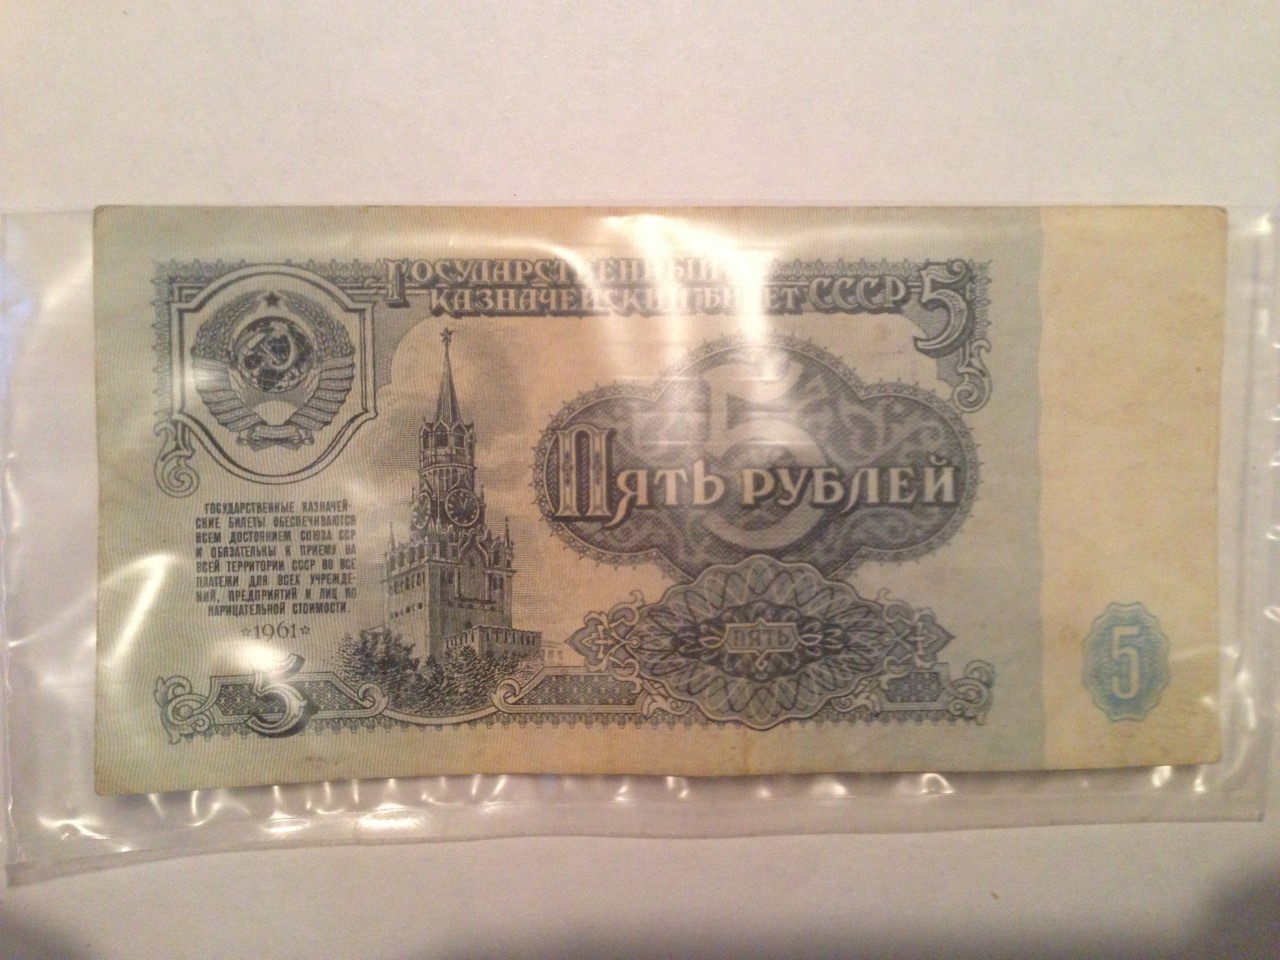 Государственный
казначейский билет СССР 5
ГОСУДАРСТВЕННЫЕ КАЗНАЧЕЙ-
СКИЕ БИЛЕТЫ ОБЕСПЕЧИВАЮТСЯ
ВСЕМ ДОСТОЯНИЕМ СОЮЗА ССР
И ОБЯЗАТЕЛЬНЫ К ПРИЕМУ НА
ВСЕЙ ТЕРРИТОРИИ СССР ВО ВСЕ
ПЛАТЕЖИ ДЛЯ ВСЕХ УЧРЕЖДЕ-
НИЙ, ПРЕДПРИЯТИЙ И ЛИЦ ПО
НАРИЦАТЕЛЬНОЙ СТОИМОСТИ.
☆1961☆
5
5
Пять рублей
ПЯТЬ
5